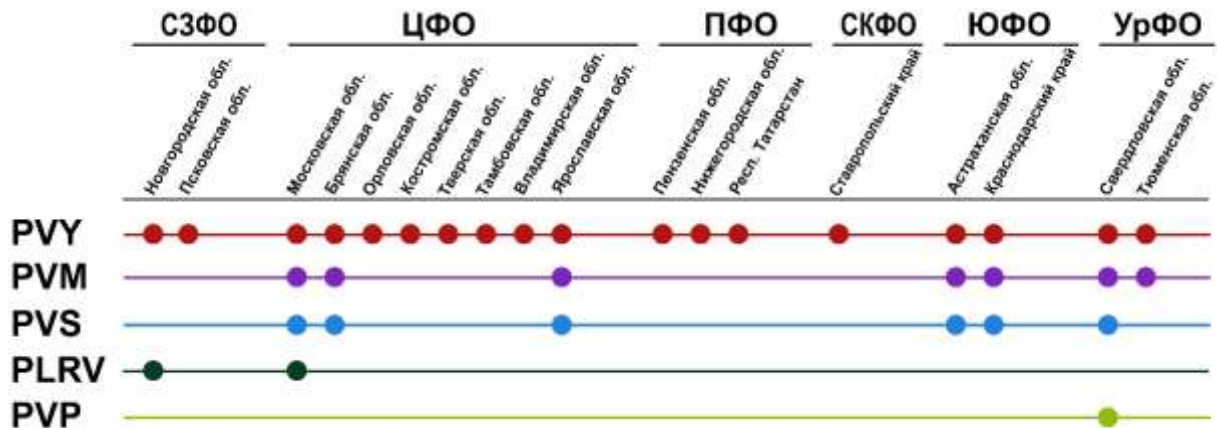 СЗФО ЦФО ПФО СКФО ЮФО УрФО
Новгородская обл.
Псковская обл.
Московская обл.
Брянская обл.
Орловская обл.
Костромская обл.
Тверская обл.
Тамбовская обл.
Владимирская обл.
Ярославская обл.
Пензенская обл.
Нижегородская обл.
Респ. Татарстан
Ставропольский край
Астраханская обл.
Краснодарский край
Свердловская обл.
Тюменская обл.
PVY
PVM
PVS
PLRV
PVP